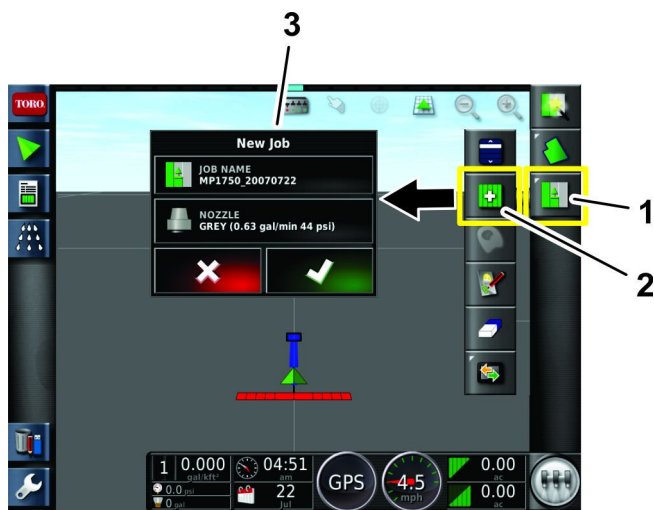 3
TORO
New Job
JOB NAME
MP1750_20070722
NOZZLE
GREY (0.63 gal/min 44 psi)
1
2
1
0.000
gal/kft²
0.0 psi
0 gal
04:51
am
22
Jul
GPS
4.5
mph
0.00
ac
0.00
ac